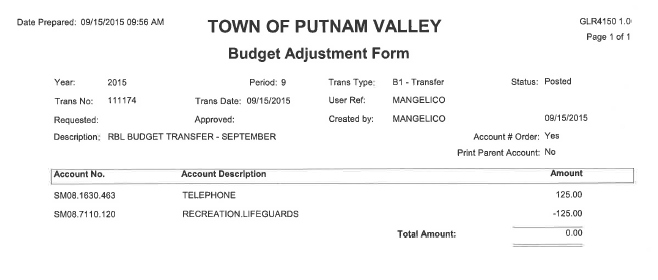 Date Prepared: 09/15/2015 09:56 AM TOWN OF PUTNAM VALLEY GLR4150 1.0
Page 1 of 1
Budget Adjustment Form
Year: 2015 Period: 9 Trans Type: B1 - Transfer Status: Posted
Trans No: 111174 Trans Date: 09/15/2015 User Ref: MANGELICO
Requested: Approved: Created by: MANGELICO 09/15/2015
Description: RBL BUDGET TRANSFER - SEPTEMBER Account # Order: Yes
Print Parent Account: No
Account No. Account Description Amount
SM08.1630.463 TELEPHONE 125.00
SM08.7110.120 RECREATION.LIFEGUARDS -125.00
Total Amount: 0.00